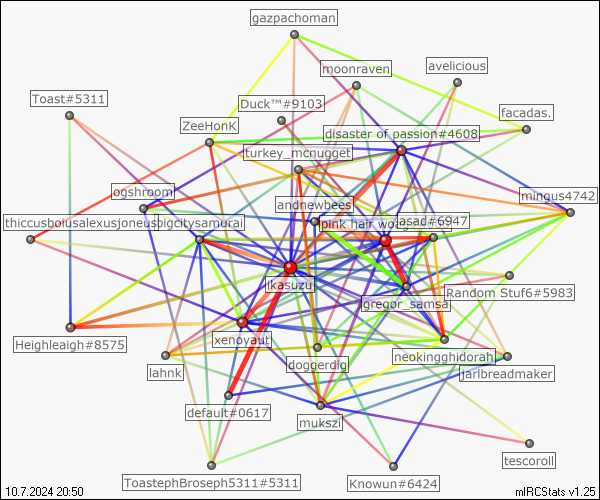 gazpachoman
moonraven
avelicious
Toast#5311
Duck™#9103
facadas.
ZeeHonK
disaster of passion#4608
turkey_mcnugget
ogshroom
mingus4742
andnewbees
thiccusbolusalexusjoneus
bigcitysamurai
pink hair
asad#6947
ikasuzu
gregor_samsa
Random Stuf6#5983
Heighleaigh#8575
xenoyaut
neokingghidorah
doggerdig
jarlbreadmaker
lahnk
default#0617
mukszi
tescoroll
ToastephBroseph5311#5311
Knowun#6424
10.7.2024 20:50
mIRCStats v1.25